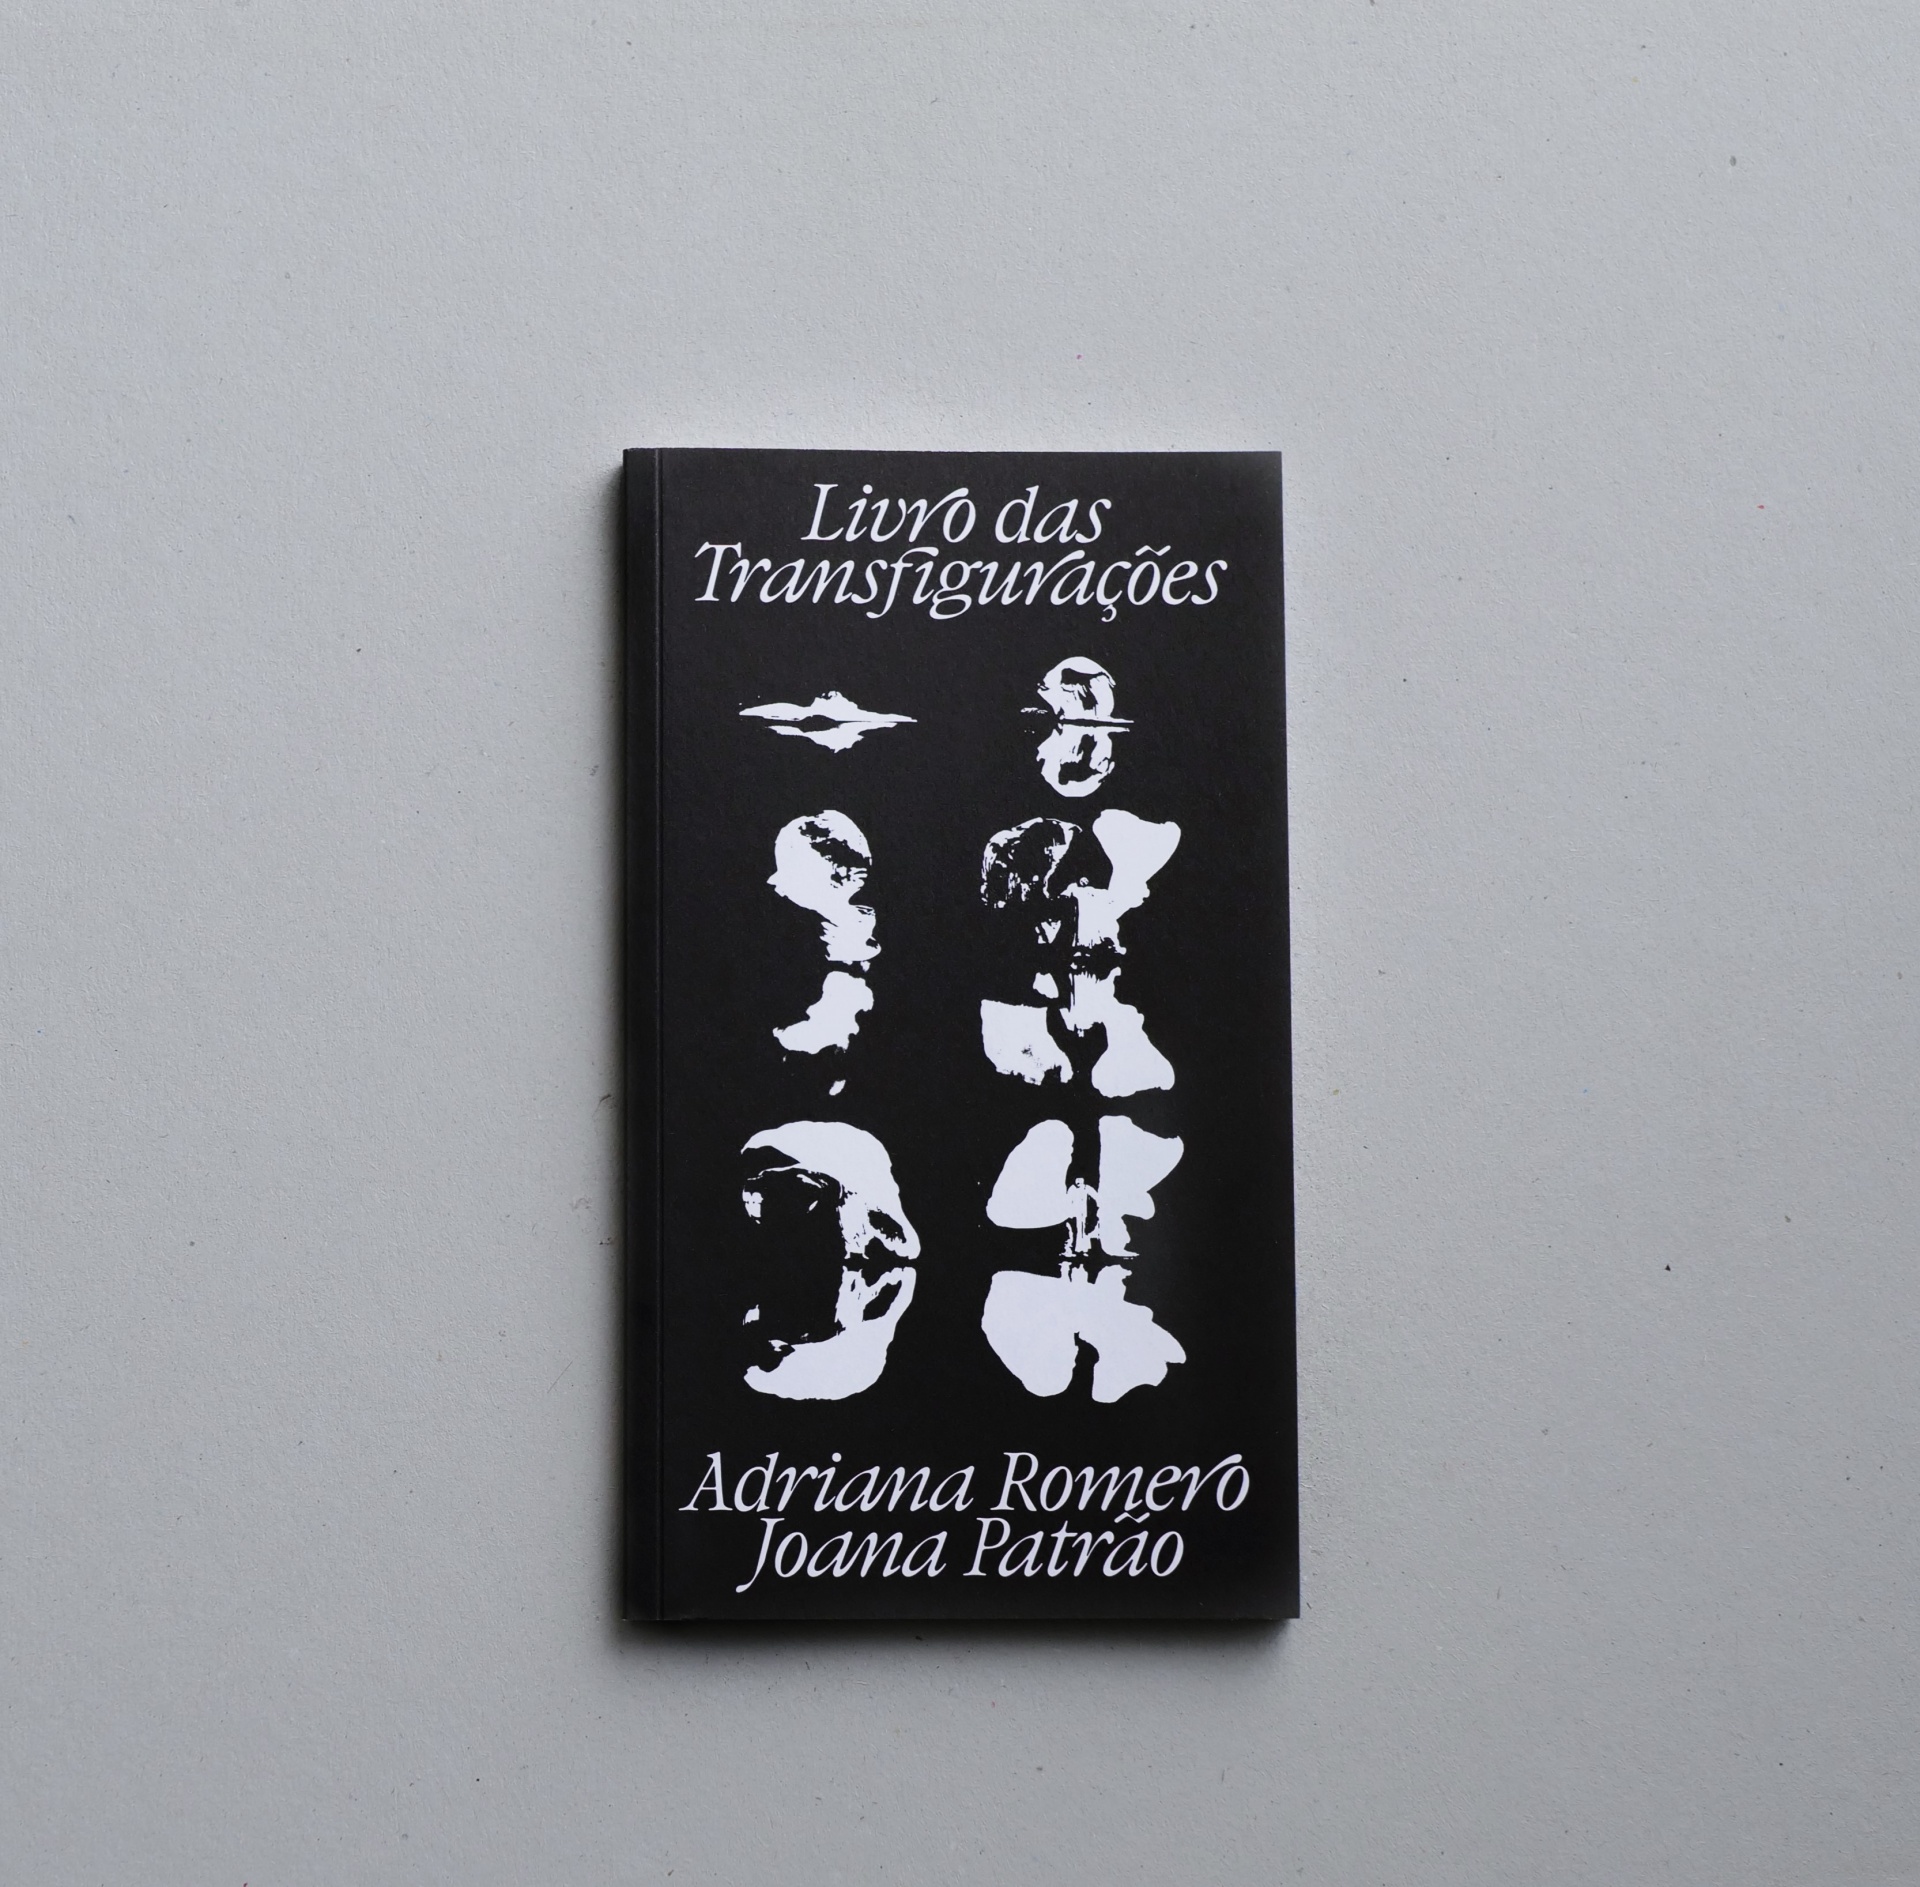 Livro das
Transfigurações
Adriana Romero
Joana Patrão